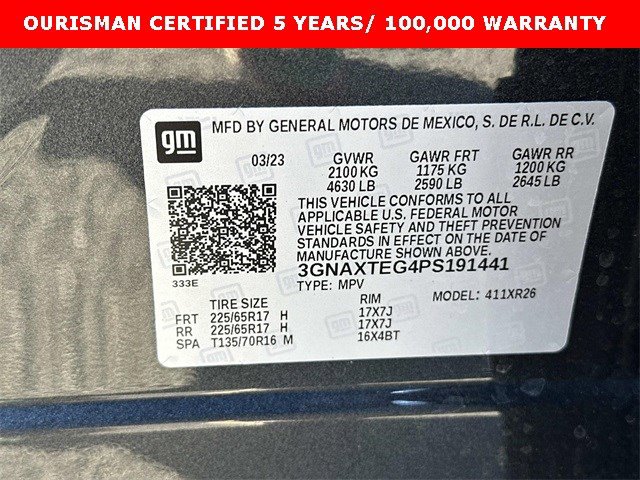 OURISMAN CERTIFIED 5 YEARS/ 100,000 WARRANTY
gm
MFD BY GENERAL MOTORS DE MEXICO, S. DE R.L. DE C.V.
03/23 GVWR GAWR FRT GAWR RR
2100 KG 1175 KG 1200 KG
4630 LB 2590 LB 2645 LB
THIS VEHICLE CONFORMS TO ALL
APPLICABLE U.S. FEDERAL MOTOR
VEHICLE SAFETY AND THEFT PREVENTION
STANDARDS IN EFFECT ON THE DATE OF
MANUFACTURE SHOWN ABOVE.
333E 3GNAXTEG4PS191441
TYPE: MPV MODEL: 411XR26
TIRE SIZE RIM
FRT 225/65R17 H 17X7J
RR 225/65R17 H 17X7J
SPA T135/70R16 M 16X4BT